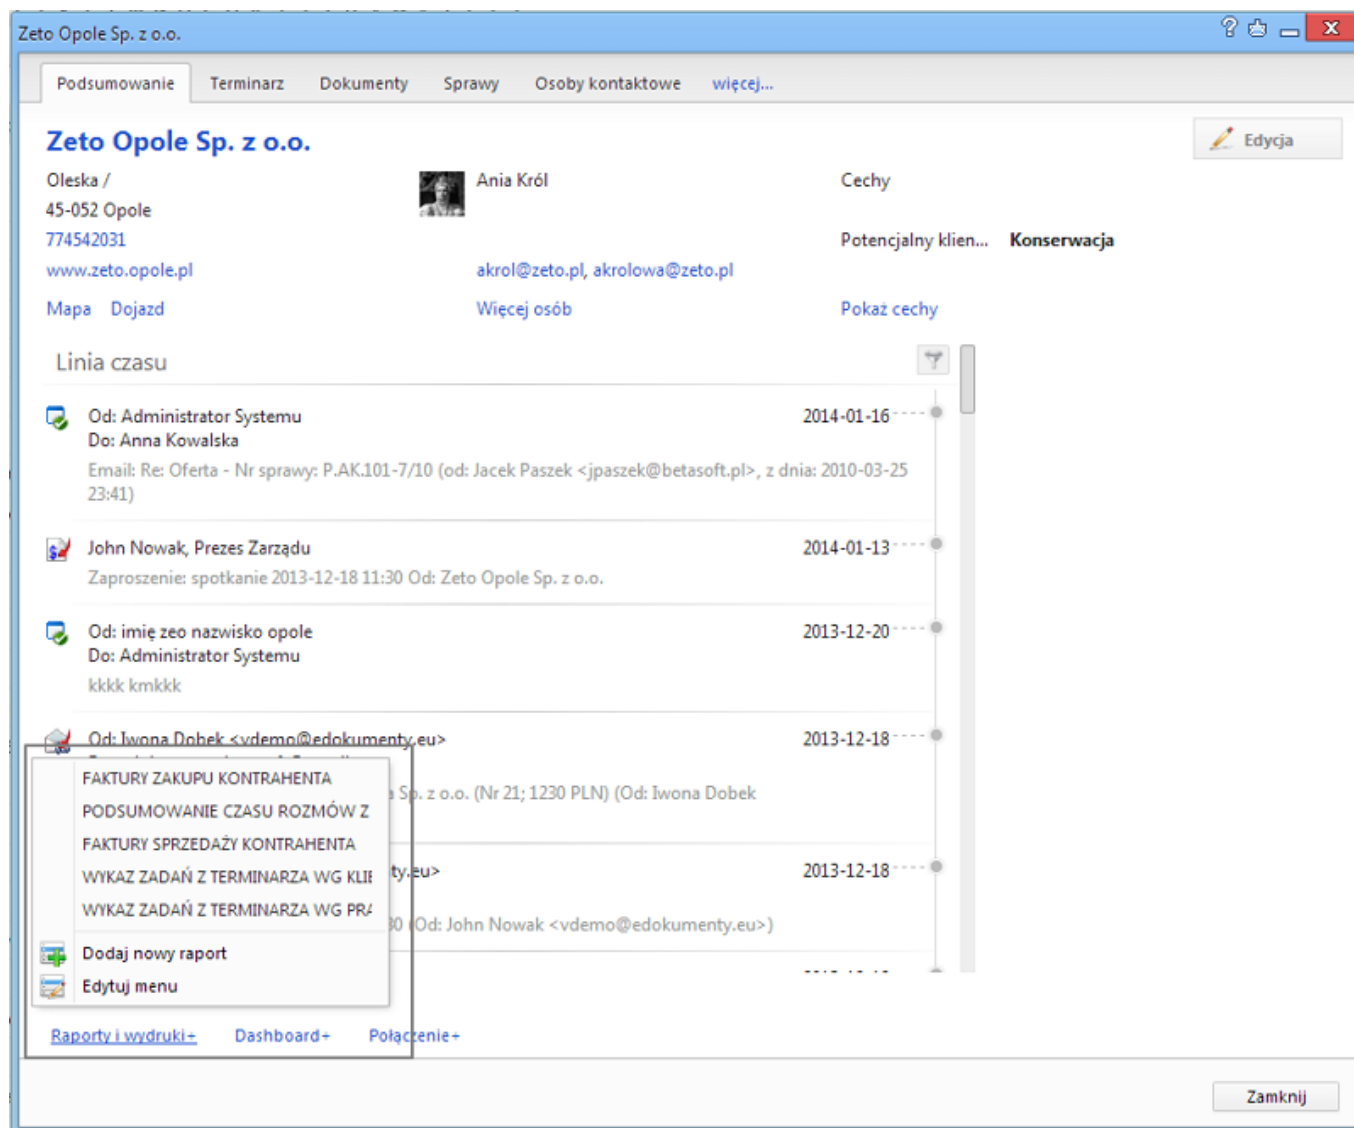 Zeto Opole Sp. z o.o.
Podsumowanie Terminarz Dokumenty Sprawy Osoby kontaktowe więcej...
Zeto Opole Sp. z o.o.
Edycja
Oleska / Ania Król Cechy
45-052 Opole
774542031 Potencjalny klien... Konserwacja
www.zeto.opole.pl akrol@zeto.pl, akrolowa@zeto.pl
Mapa Dojazd Więcej osób Pokaż cechy
Linia czasu
Od: Administrator Systemu 2014-01-16
Do: Anna Kowalska
Email: Re: Oferta - Nr sprawy: P.AK.101-7/10 (od: Jacek Paszek <jpaszek@betasoft.pl>, z dnia: 2010-03-25
23:41)
John Nowak, Prezes Zarządu 2014-01-13
Zaproszenie: spotkanie 2013-12-18 11:30 Od: Zeto Opole Sp. z o.o.
Od: imię zeo nazwisko opole 2013-12-20
Do: Administrator Systemu
kkkk kmkkk
Od: Iwona Dobek <vdemo@edokumenty.eu> 2013-12-18
Sp. z o.o. (Nr 21; 1230 PLN) (Od: Iwona Dobek
ty.eu> 2013-12-18
(Od: John Nowak <vdemo@edokumenty.eu>)
FAKTURY ZAKUPU KONTRAHENTA
PODSUMOWANIE CZASU ROZMÓW Z
FAKTURY SPRZEDAŻY KONTRAHENTA
WYKAZ ZADAŃ Z TERMINARZA WG KLIE
WYKAZ ZADAŃ Z TERMINARZA WG PRA
Dodaj nowy raport
Edytuj menu
Raporty i wydruki+ Dashboard+ Połączenie+
Zamknij